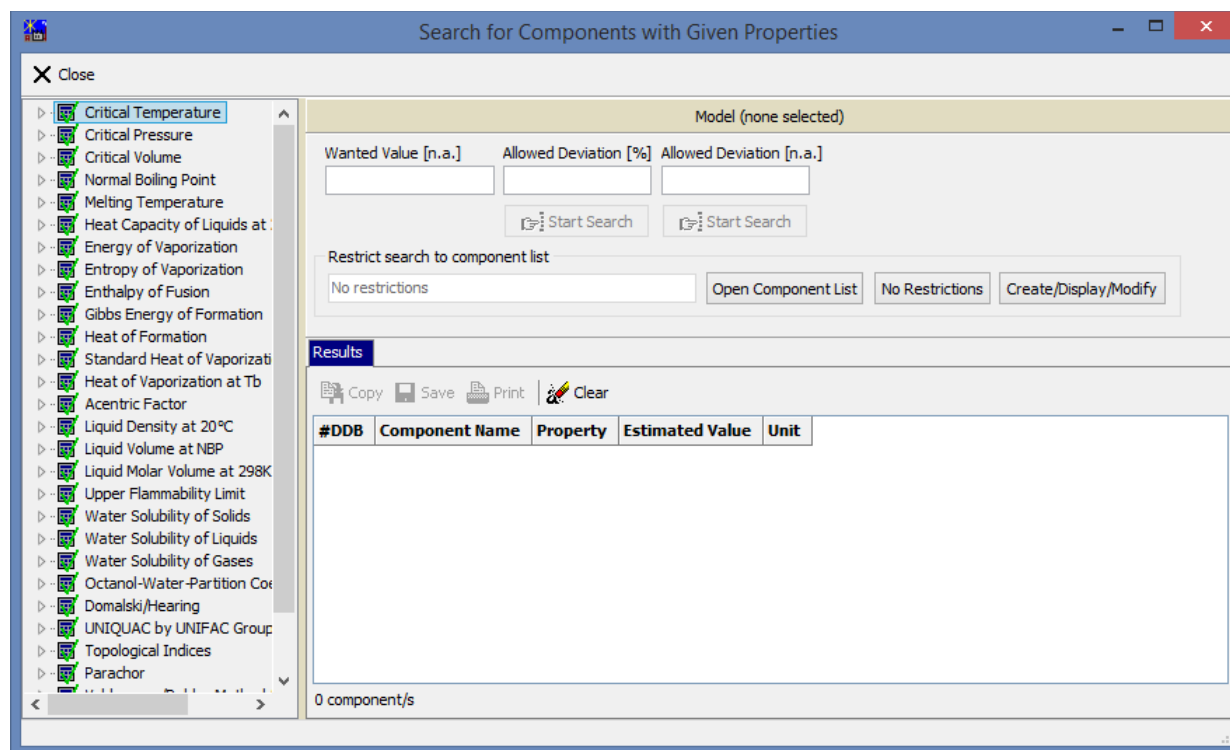 Search for Components with Given Properties
Close
Critical Temperature
Critical Pressure
Critical Volume
Normal Boiling Point
Melting Temperature
Heat Capacity of Liquids at
Energy of Vaporization
Entropy of Vaporization
Enthalpy of Fusion
Gibbs Energy of Formation
Heat of Formation
Standard Heat of Vaporizati
Heat of Vaporization at Tb
Acentric Factor
Liquid Density at 20°C
Liquid Volume at NBP
Liquid Molar Volume at 298K
Upper Flammability Limit
Water Solubility of Solids
Water Solubility of Liquids
Water Solubility of Gases
Octanol-Water-Partition Coe
Domalski/Hearing
UNIQUAC by UNIFAC Group
Topological Indices
Parachor
Model (none selected)
Wanted Value [n.a.] Allowed Deviation [%] Allowed Deviation [n.a.]
Start Search Start Search
Restrict search to component list
No restrictions Open Component List No Restrictions Create/Display/Modify
Results
Copy Save Print Clear
#DDB Component Name Property Estimated Value Unit
0 component/s